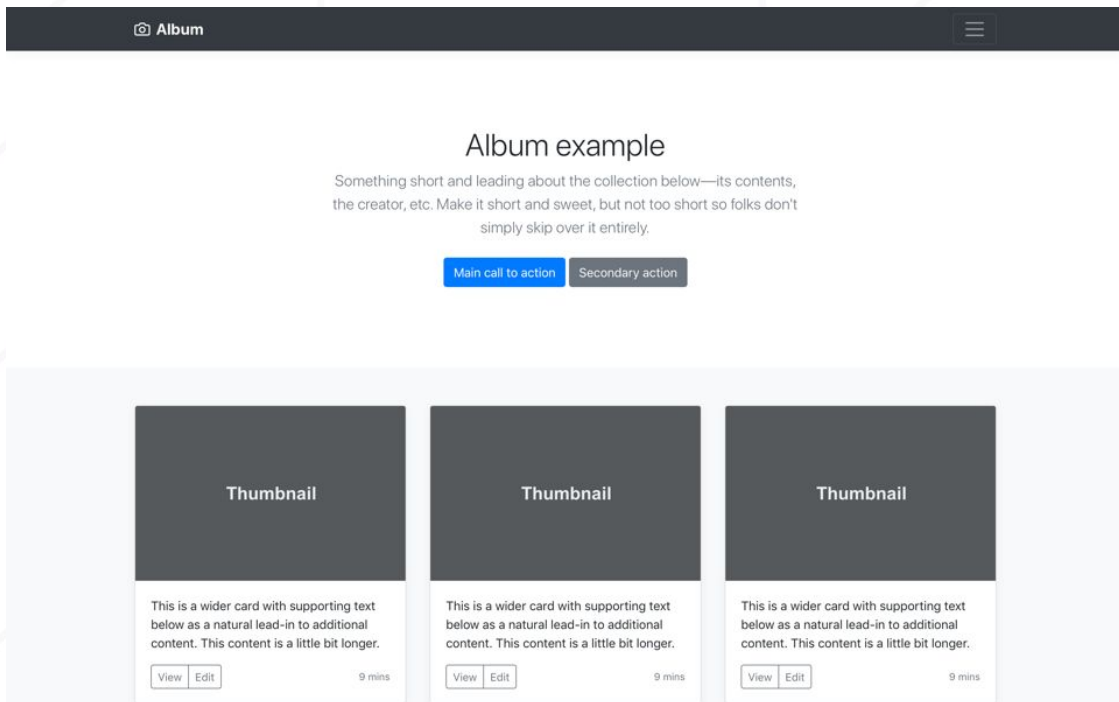 Album
Album example
Something short and leading about the collection below—its contents,
the creator, etc. Make it short and sweet, but not too short so folks don't
simply skip over it entirely.
Main call to action Secondary action
Thumbnail
This is a wider card with supporting text
below as a natural lead-in to additional
content. This content is a little bit longer.
View Edit 9 mins
Thumbnail
This is a wider card with supporting text
below as a natural lead-in to additional
content. This content is a little bit longer.
View Edit 9 mins
Thumbnail
This is a wider card with supporting text
below as a natural lead-in to additional
content. This content is a little bit longer.
View Edit 9 mins